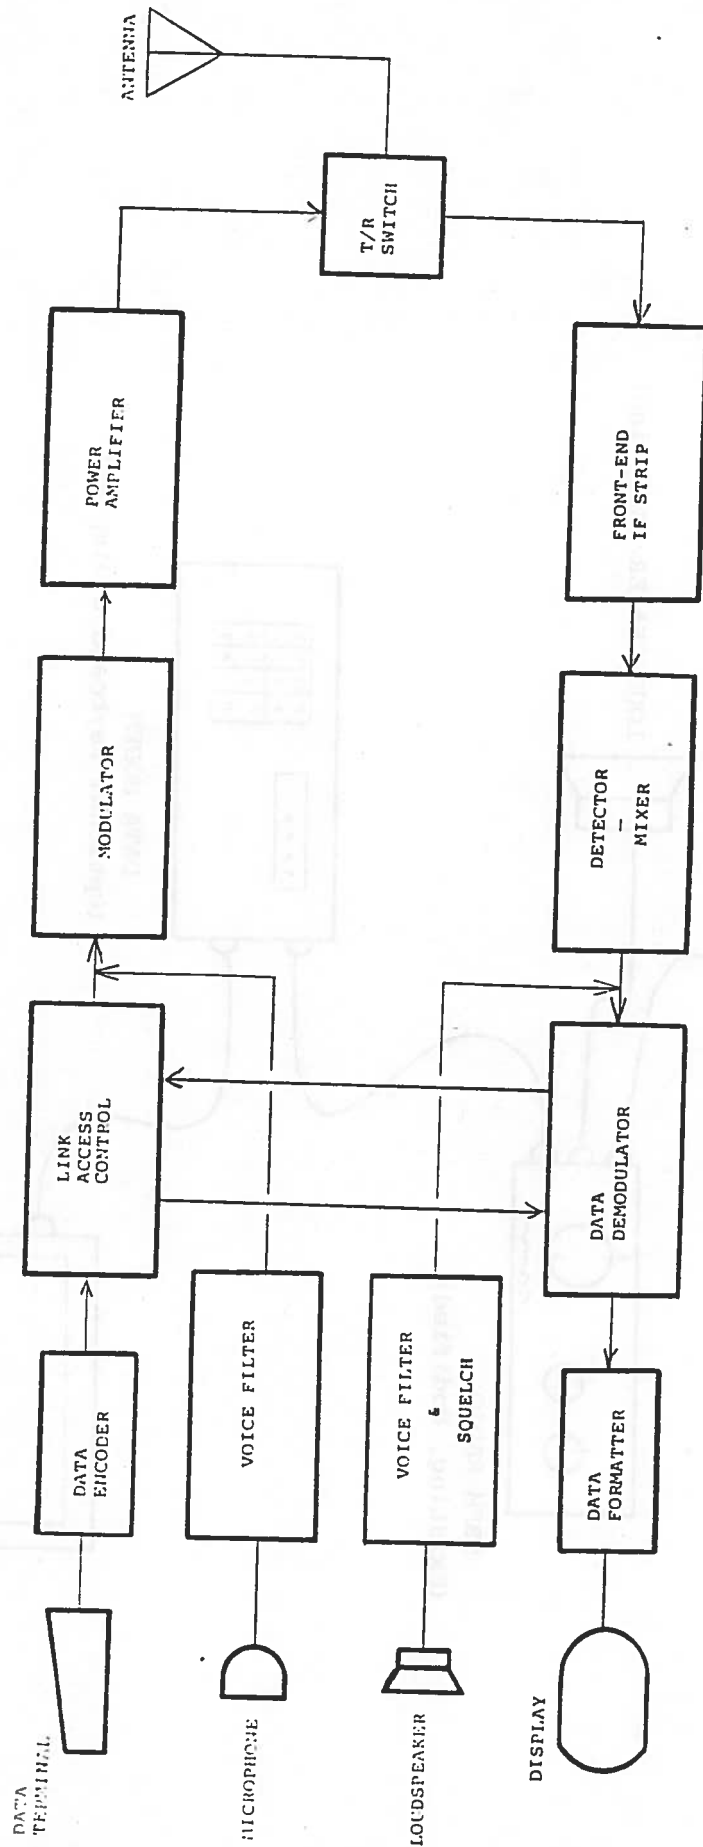 DATA
TERMINAL
DATA
ENCODER
LINK
ACCESS
CONTROL
MODULATOR
POWER
AMPLIFIER
ANTENNA
T/R
SWITCH
MICROPHONE
VOICE FILTER
LOUDSPEAKER
VOICE FILTER
&
SQUELCH
DISPLAY
DATA
FORMATTER
DATA
DEMODULATOR
DETECTOR
—
MIXER
FRONT-END
IF STRIP